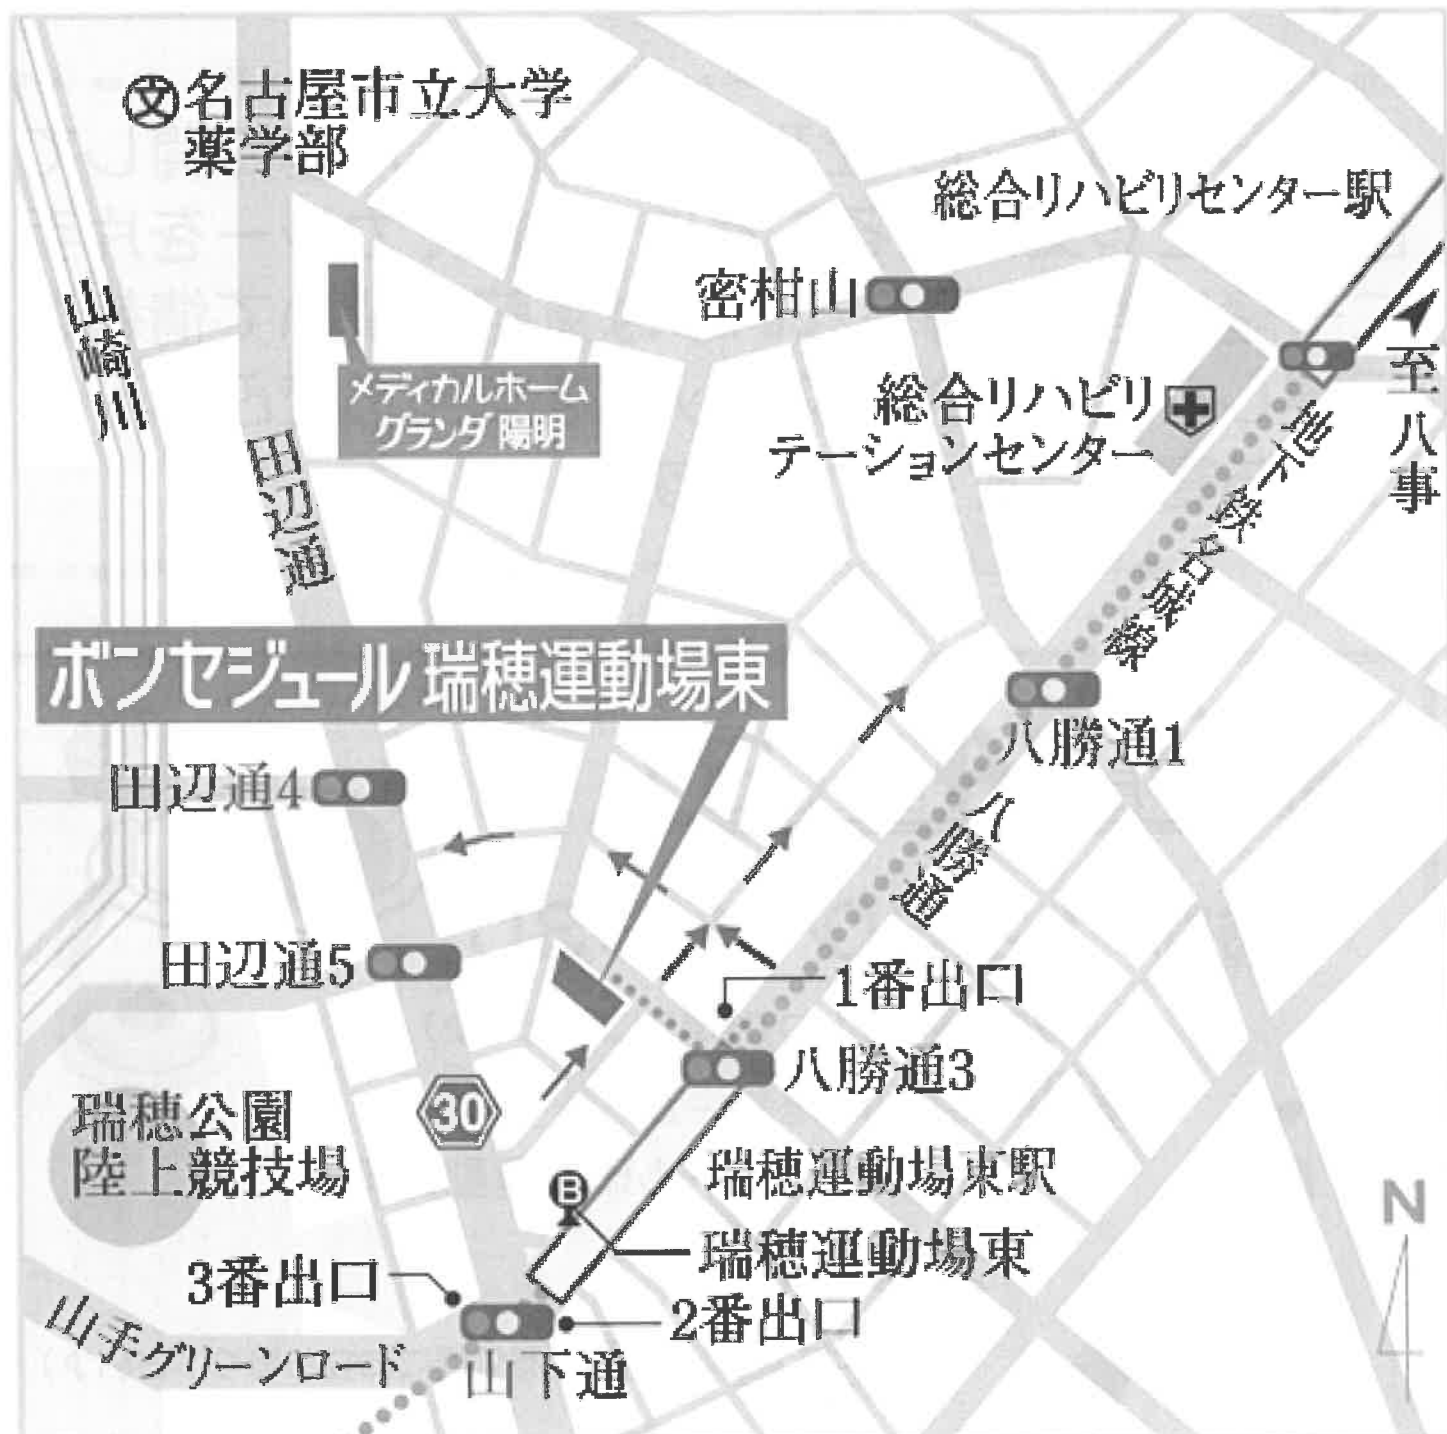 名古屋市立大学
薬学部
総合リハビリセンター駅
密柑山
山崎川
至八事
メディカルホーム
グランダ 陽明
総合リハビリ
テーションセンター
地下鉄名城線
田辺通
ボンセジュール 瑞穂運動場東
八勝通1
田辺通4
八勝通
田辺通5
1番出口
八勝通3
30
瑞穂公園
陸上競技場
瑞穂運動場東駅
B
瑞穂運動場東
N
3番出口
2番出口
山手グリーンロード
山下通